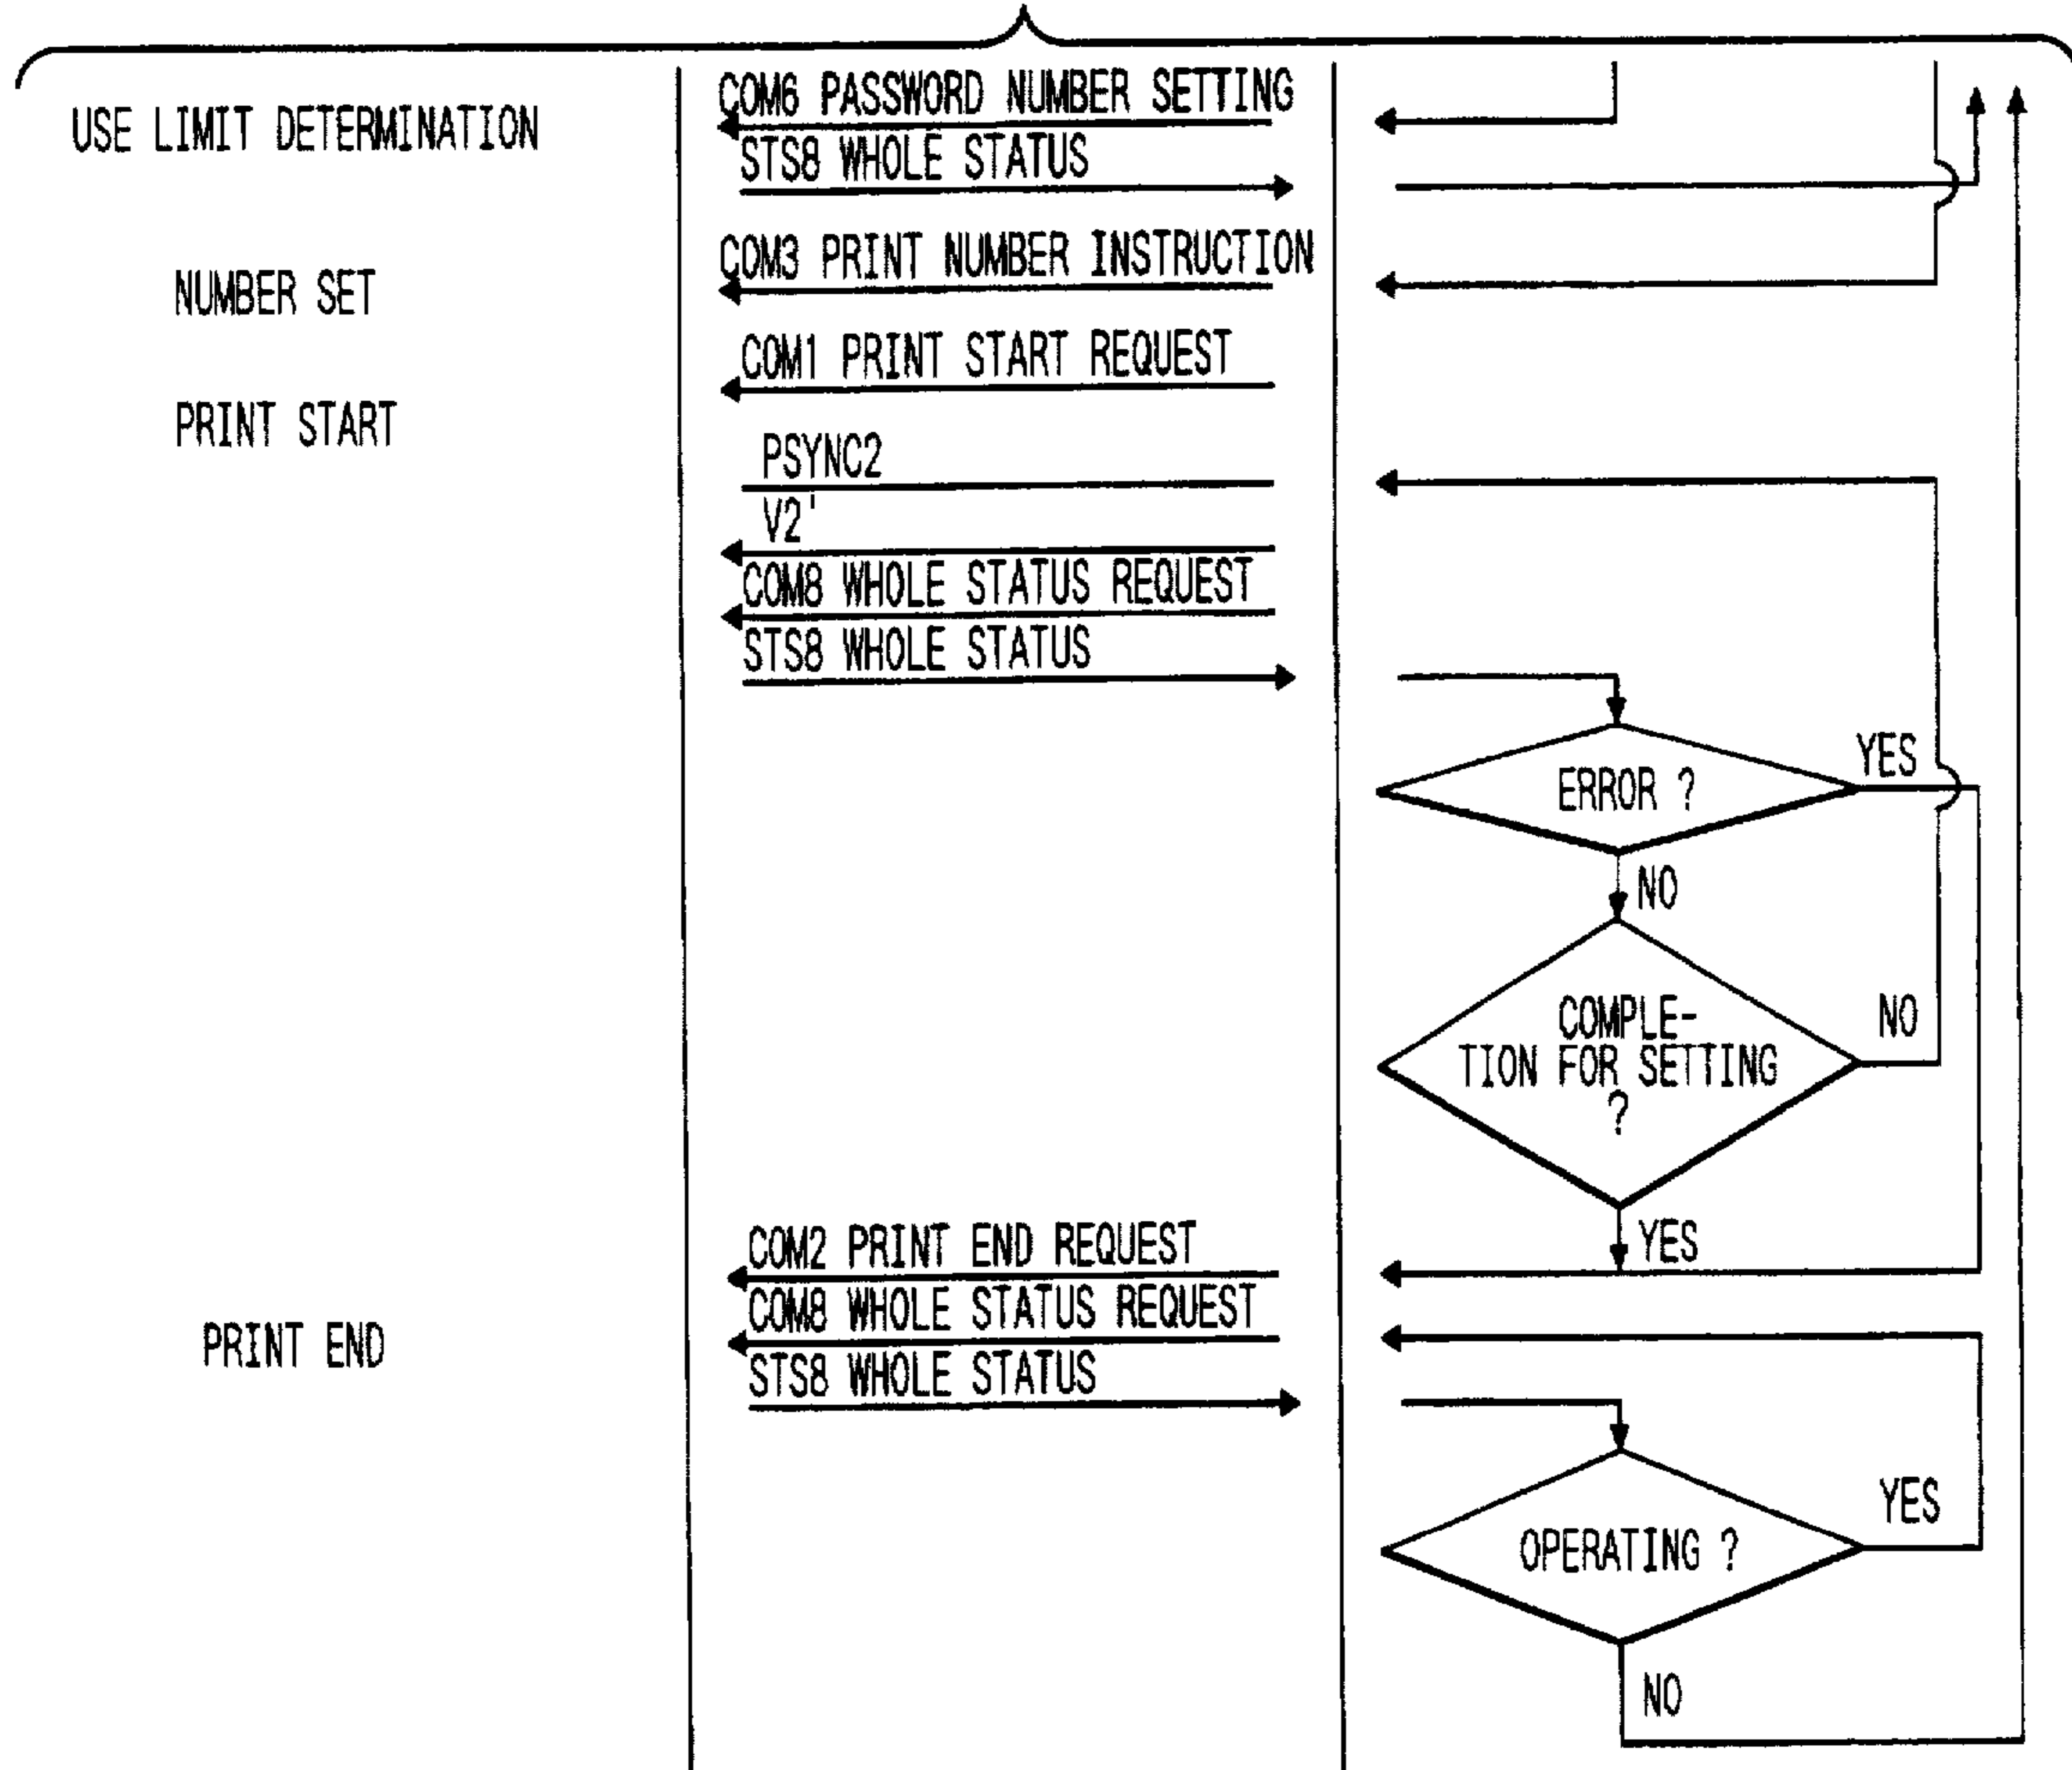 USE LIMIT DETERMINATION
COM6 PASSWORD NUMBER SETTING
STS8 WHOLE STATUS
NUMBER SET
COM3 PRINT NUMBER INSTRUCTION
COM1 PRINT START REQUEST
PRINT START
PSYNC2
V2'
COM8 WHOLE STATUS REQUEST
STS8 WHOLE STATUS
ERROR ?
YES
NO
COMPLE-
TION FOR SETTING
?
NO
YES
COM2 PRINT END REQUEST
COM8 WHOLE STATUS REQUEST
PRINT END
STS8 WHOLE STATUS
OPERATING ?
YES
NO